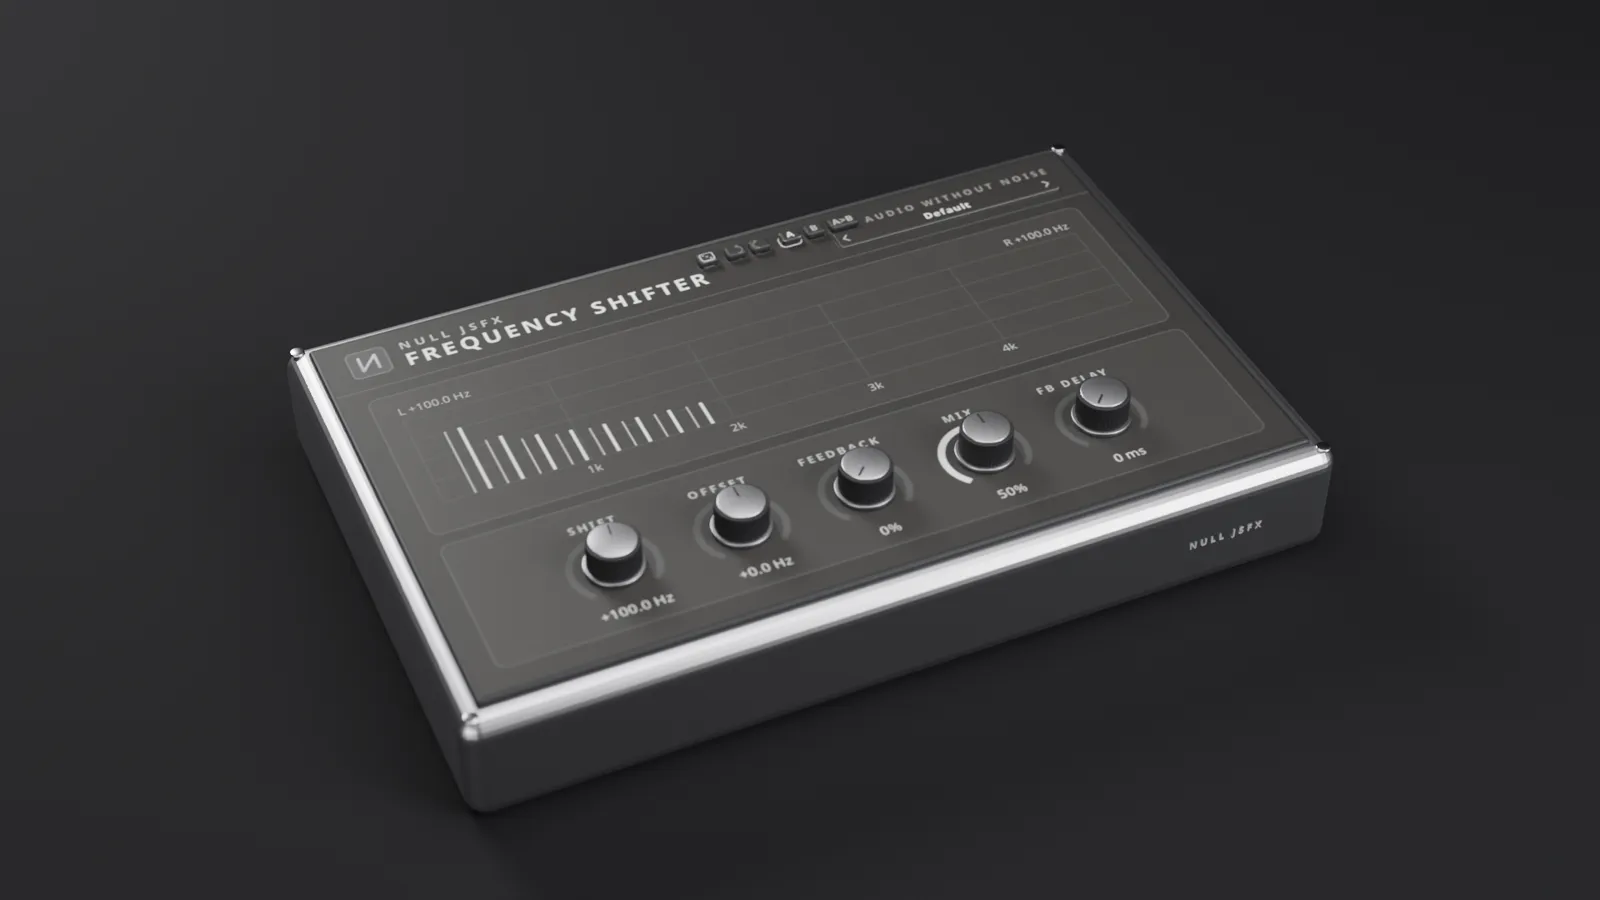 NULL JSFX
FREQUENCY SHIFTER
A
B
A>B
AUDIO WITHOUT NOISE
< Default >
L +100.0 Hz
R +100.0 Hz
1k
2k
3k
4k
SHIFT
+100.0 Hz
OFFSET
+0.0 Hz
FEEDBACK
0%
MIX
50%
FB DELAY
0 ms
NULL JSFX